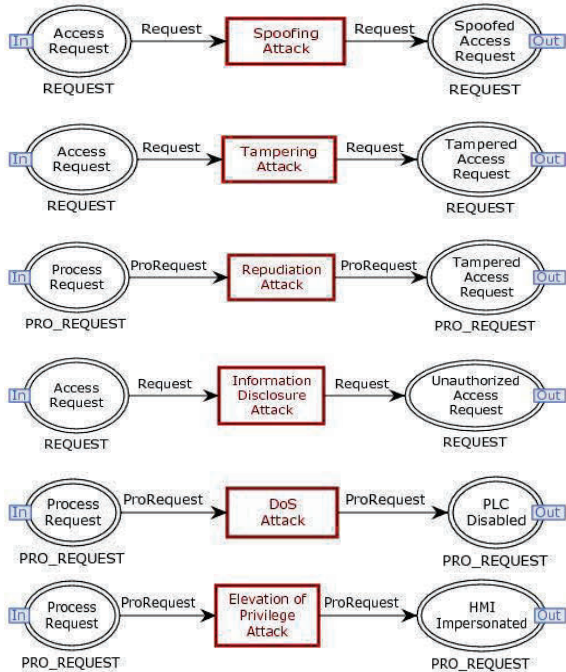 Access
Request
In
Request
Spoofing
Attack
Request
Spoofed
Access
Request
Out
REQUEST
REQUEST
Access
Request
In
Request
Tampering
Attack
Request
Tampered
Access
Request
Out
REQUEST
REQUEST
Process
Request
In
ProRequest
Repudiation
Attack
ProRequest
Tampered
Access
Request
Out
PRO_REQUEST
PRO_REQUEST
Access
Request
In
Request
Information
Disclosure
Attack
Request
Unauthorized
Access
Request
Out
REQUEST
REQUEST
Process
Request
In
ProRequest
DoS
Attack
ProRequest
PLC
Disabled
Out
PRO_REQUEST
PRO_REQUEST
Process
Request
In
ProRequest
Elevation of
Privilege
Attack
ProRequest
HMI
Impersonated
Out
PRO_REQUEST
PRO_REQUEST